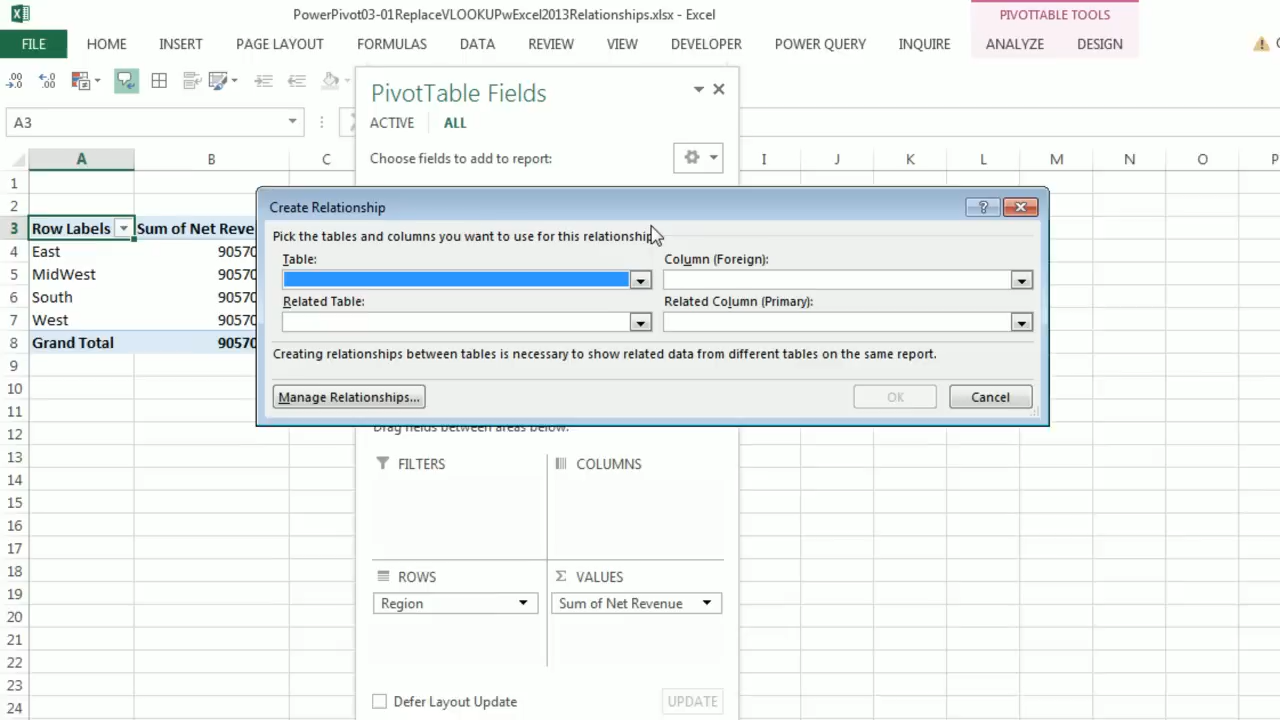 PowerPivot03-01ReplaceVLOOKUPwExcel2013Relationships.xlsx - Excel
PIVOTTABLE TOOLS
FILE HOME INSERT PAGE LAYOUT FORMULAS DATA REVIEW VIEW DEVELOPER POWER QUERY INQUIRE ANALYZE DESIGN
.00 .0
PivotTable Fields
ACTIVE ALL
A3
Choose fields to add to report:
A B C I J K L M N O P
1
2
3 Row Labels Sum of Net Reve
4 East 90570
5 MidWest 90570
6 South 90570
7 West 90570
8 Grand Total 90570
9
10
11
12
13
14
15
16
17
18
19
20
21
22
23
24
Create Relationship
Pick the tables and columns you want to use for this relationship
Table: Column (Foreign):
Related Table: Related Column (Primary):
Creating relationships between tables is necessary to show related data from different tables on the same report.
Manage Relationships... OK Cancel
Drag fields between areas below:
FILTERS COLUMNS
ROWS Σ VALUES
Region Sum of Net Revenue
Defer Layout Update UPDATE